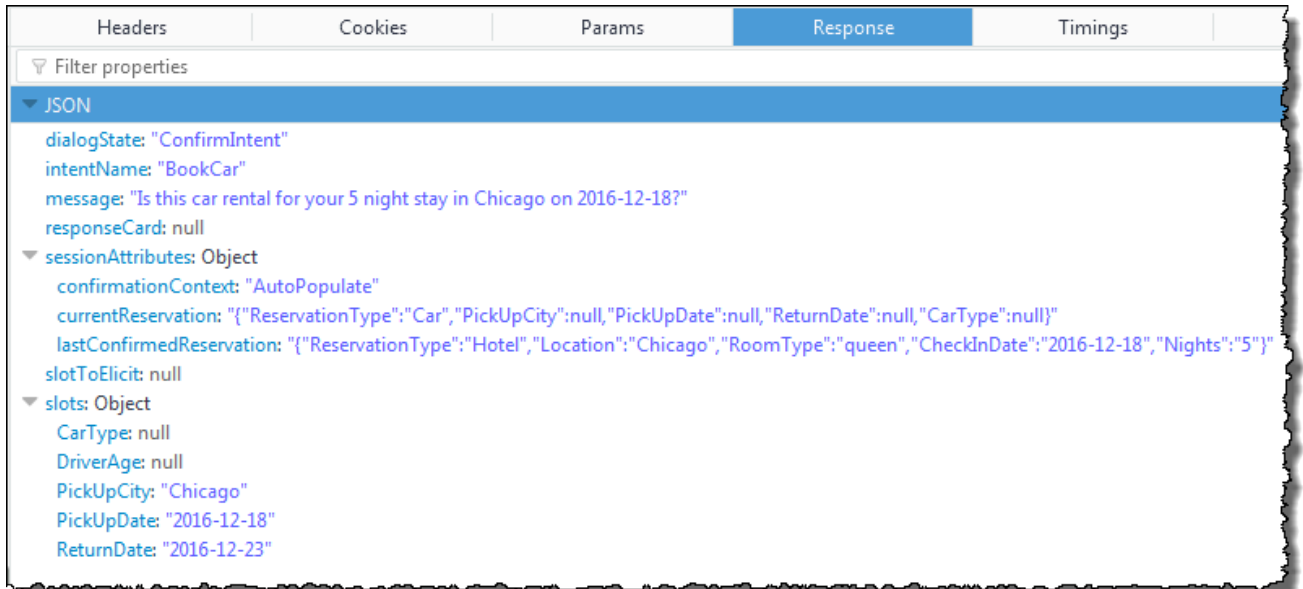 Headers Cookies Params Response Timings
Filter properties
JSON
dialogState: "ConfirmIntent"
intentName: "BookCar"
message: "Is this car rental for your 5 night stay in Chicago on 2016-12-18?"
responseCard: null
sessionAttributes: Object
confirmationContext: "AutoPopulate"
currentReservation: "{"ReservationType":"Car","PickUpCity":null,"PickUpDate":null,"ReturnDate":null,"CarType":null}"
lastConfirmedReservation: "{"ReservationType":"Hotel","Location":"Chicago","RoomType":"queen","CheckInDate":"2016-12-18","Nights":"5"}"
slotToElicit: null
slots: Object
CarType: null
DriverAge: null
PickUpCity: "Chicago"
PickUpDate: "2016-12-18"
ReturnDate: "2016-12-23"